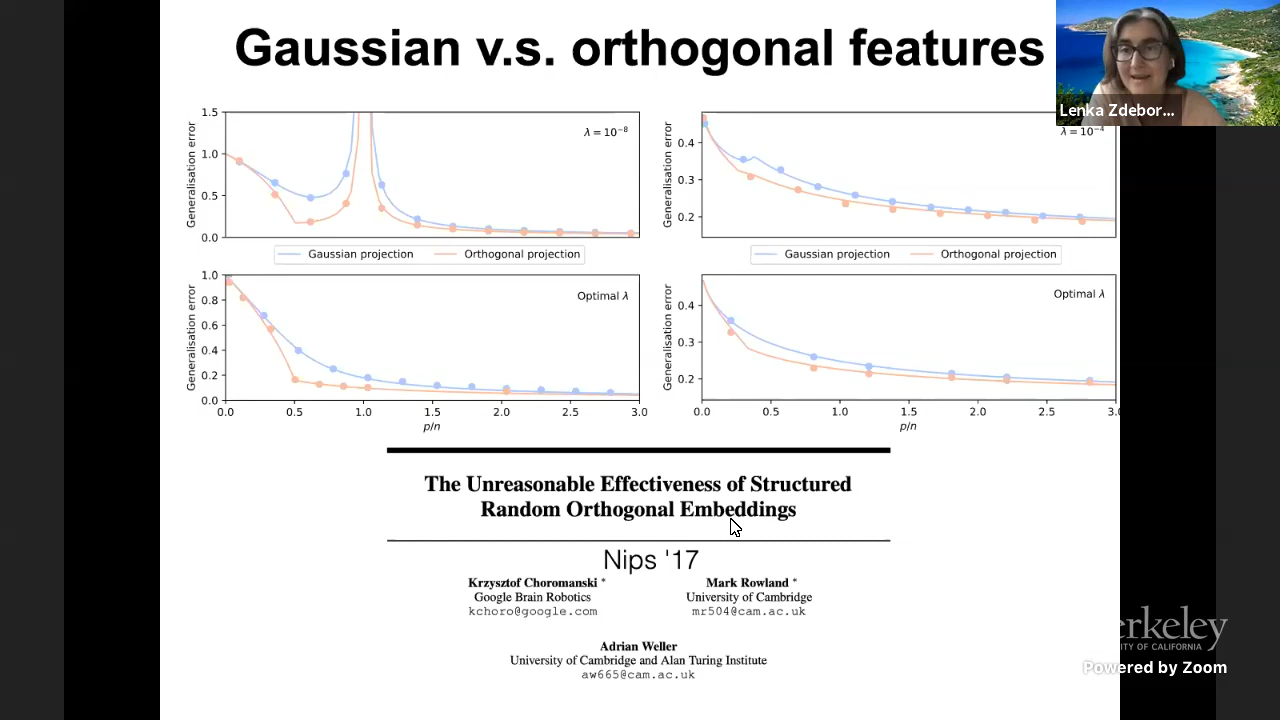 Gaussian v.s. orthogonal features
Lenka Zdebor...
1.5
1.0
0.5
0.0
Generalisation error
λ = 10⁻⁸
0.4
0.3
0.2
Generalisation error
λ = 10⁻⁴
Gaussian projection
Orthogonal projection
Gaussian projection
Orthogonal projection
1.0
0.8
0.6
0.4
0.2
0.0
Generalisation error
Optimal λ
0.0 0.5 1.0 1.5 2.0 2.5 3.0
p/n
0.4
0.3
0.2
Generalisation error
Optimal λ
0.0 0.5 1.0 1.5 2.0 2.5 3.0
p/n
The Unreasonable Effectiveness of Structured
Random Orthogonal Embeddings
Nips '17
Krzysztof Choromanski *
Google Brain Robotics
kchoro@google.com
Mark Rowland *
University of Cambridge
mr504@cam.ac.uk
Adrian Weller
University of Cambridge and Alan Turing Institute
aw665@cam.ac.uk
erkeley
TY OF CALIFORNIA
Powered by Zoom